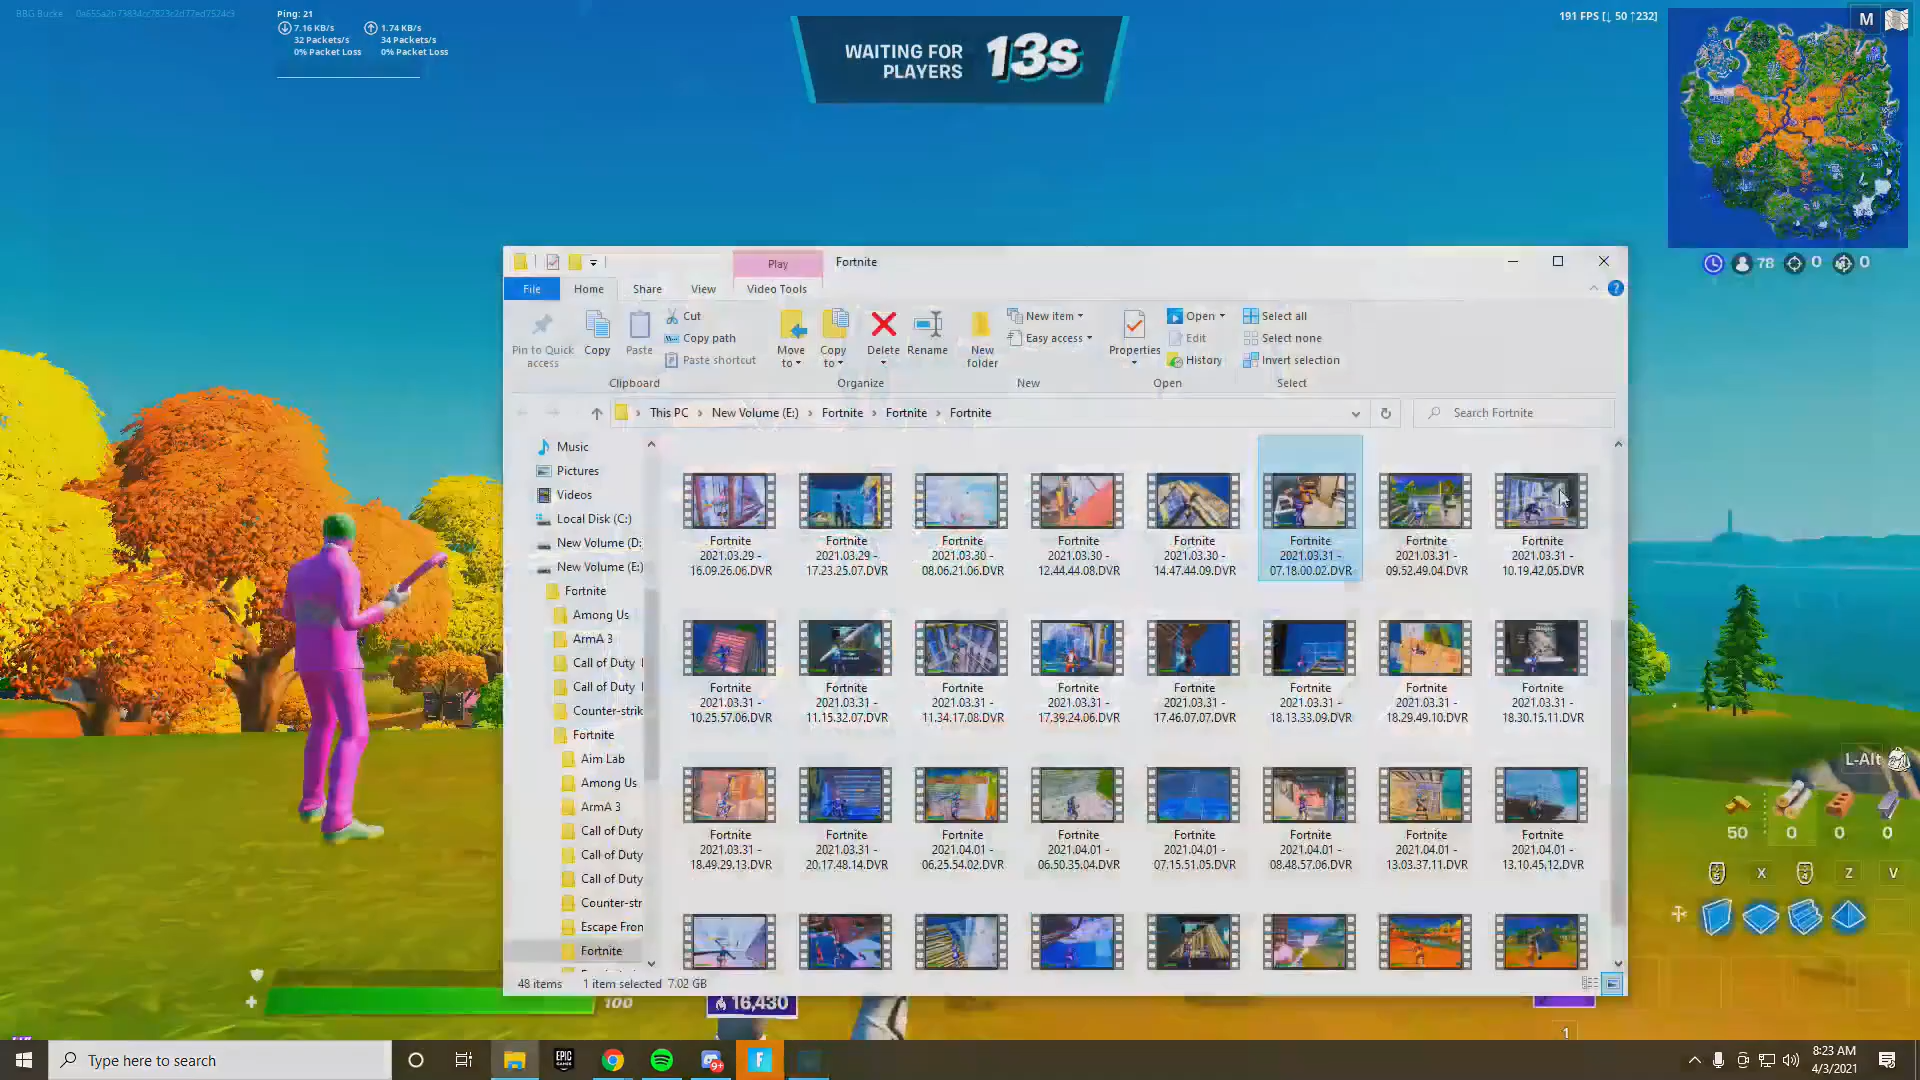 Ping: 21
7.16 KB/s
1.74 KB/s
32 Packets/s
34 Packets/s
0% Packet Loss
0% Packet Loss
WAITING FOR
PLAYERS
13s
191 FPS [↓ 50 ↑232]
M
78
0
0
Play
Fortnite
File
Home
Share
View
Video Tools
Pin to Quick
access
Copy
Paste
Cut
Copy path
Paste shortcut
Clipboard
Move
to
Copy
to
Delete
Rename
Organize
New
folder
New item
Easy access
New
Properties
Open
Edit
History
Open
Select all
Select none
Invert selection
Select
This PC
New Volume (E:)
Fortnite
Fortnite
Fortnite
Search Fortnite
Music
Pictures
Videos
Local Disk (C:)
New Volume (D:
New Volume (E:)
Fortnite
Among Us
ArmA 3
Call of Duty
Call of Duty
Counter-strik
Fortnite
Aim Lab
Among Us
ArmA 3
Call of Duty
Call of Duty
Call of Duty
Counter-str
Escape Fron
Fortnite
Fortnite
2021.03.29 -
16.09.26.06.DVR
Fortnite
2021.03.29 -
17.23.25.07.DVR
Fortnite
2021.03.30 -
08.06.21.06.DVR
Fortnite
2021.03.30 -
12.44.44.08.DVR
Fortnite
2021.03.30 -
14.47.44.09.DVR
Fortnite
2021.03.31 -
07.18.00.02.DVR
Fortnite
2021.03.31 -
09.52.49.04.DVR
Fortnite
2021.03.31 -
10.19.42.05.DVR
Fortnite
2021.03.31 -
10.25.57.06.DVR
Fortnite
2021.03.31 -
11.15.32.07.DVR
Fortnite
2021.03.31 -
11.34.17.08.DVR
Fortnite
2021.03.31 -
17.39.24.06.DVR
Fortnite
2021.03.31 -
17.46.07.07.DVR
Fortnite
2021.03.31 -
18.13.33.09.DVR
Fortnite
2021.03.31 -
18.29.49.10.DVR
Fortnite
2021.03.31 -
18.30.15.11.DVR
Fortnite
2021.03.31 -
18.49.29.13.DVR
Fortnite
2021.03.31 -
20.17.48.14.DVR
Fortnite
2021.04.01 -
06.25.54.02.DVR
Fortnite
2021.04.01 -
06.50.35.04.DVR
Fortnite
2021.04.01 -
07.15.51.05.DVR
Fortnite
2021.04.01 -
08.48.57.06.DVR
Fortnite
2021.04.01 -
13.03.37.11.DVR
Fortnite
2021.04.01 -
13.10.45.12.DVR
48 items
1 item selected 7.02 GB
L-Alt
50
0
0
0
X
Z
V
100
16,430
1
Type here to search
EPIC
GAMES
9+
8:23 AM
4/3/2021